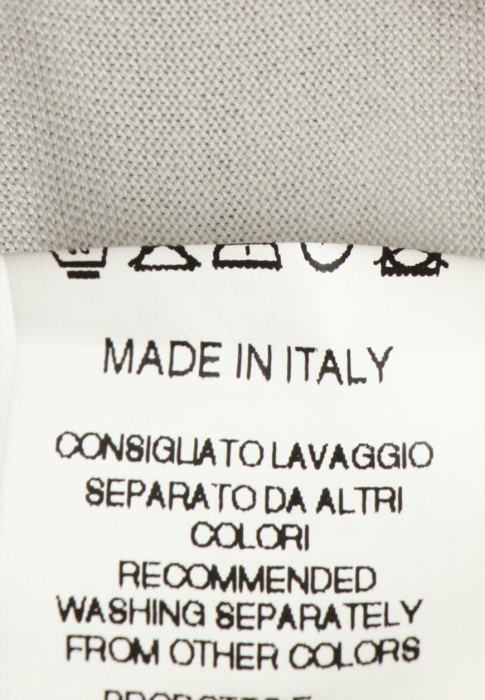 MADE IN ITALY
CONSIGLIATO LAVAGGIO
SEPARATO DA ALTRI
COLORI
RECOMMENDED
WASHING SEPARATELY
FROM OTHER COLORS